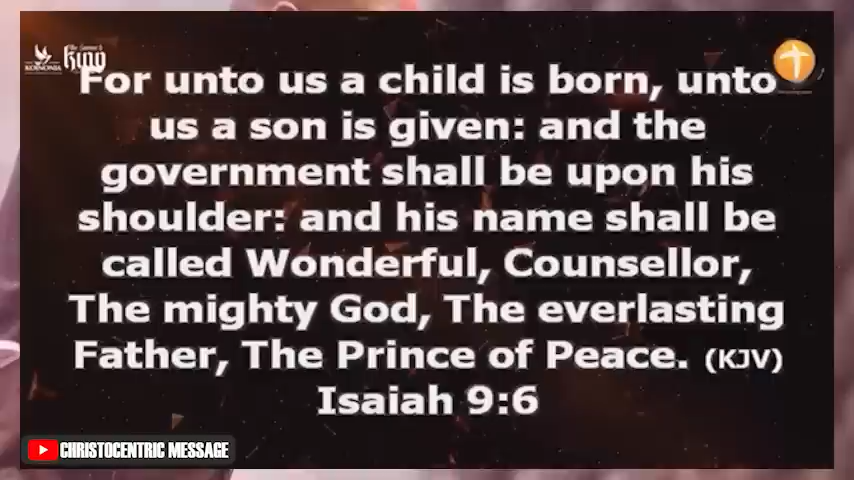 KOINONIA
For unto us a child is born, unto
us a son is given: and the
government shall be upon his
shoulder: and his name shall be
called Wonderful, Counsellor,
The mighty God, The everlasting
Father, The Prince of Peace. (KJV)
Isaiah 9:6
CHRISTOCENTRIC MESSAGE